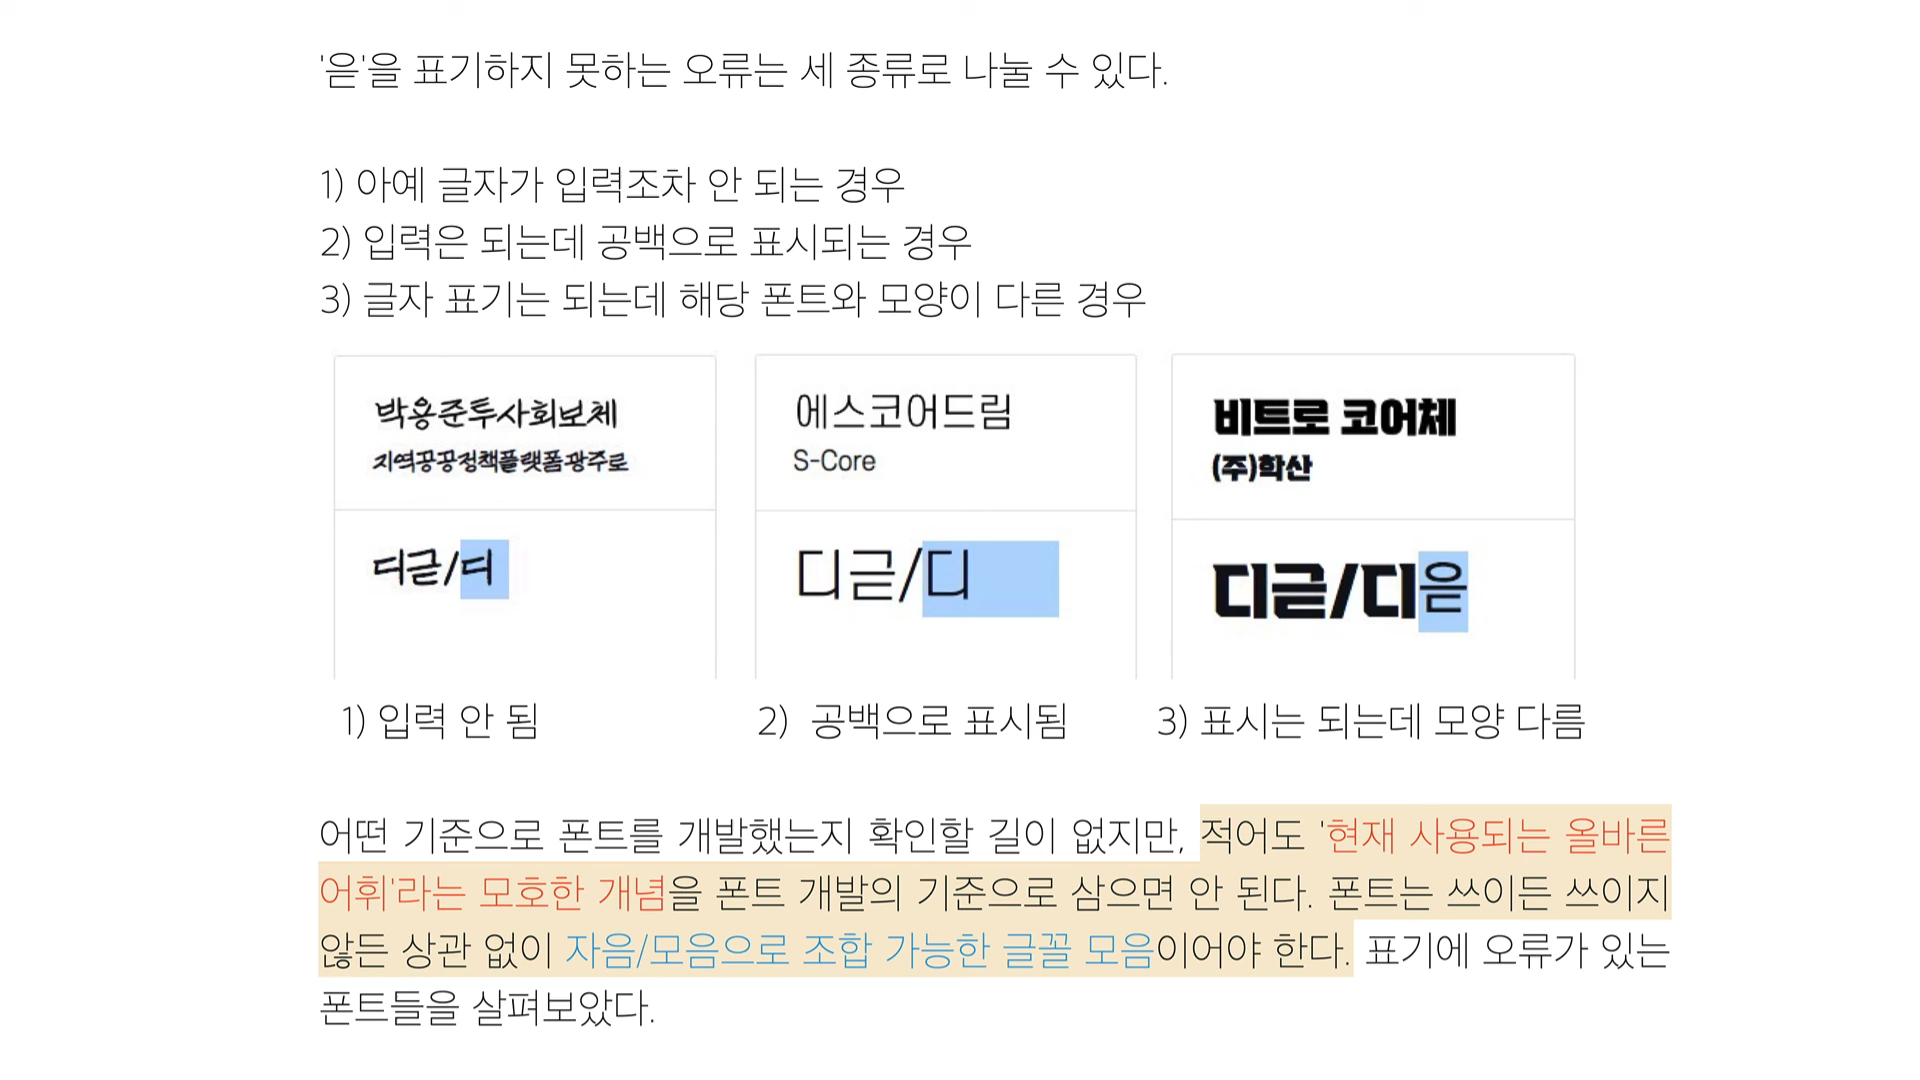 '읃'을 표기하지 못하는 오류는 세 종류로 나눌 수 있다.
1) 아예 글자가 입력조차 안 되는 경우
2) 입력은 되는데 공백으로 표시되는 경우
3) 글자 표기는 되는데 해당 폰트와 모양이 다른 경우
박용준투사회보체
지역공공정책플랫폼광주로
디귿/디
에스코어드림
S-Core
디귿/디
비트로 코어체
(주)학산
디귿/디읃
1) 입력 안 됨
2) 공백으로 표시됨
3) 표시는 되는데 모양 다름
어떤 기준으로 폰트를 개발했는지 확인할 길이 없지만, 적어도 '현재 사용되는 올바른
어휘'라는 모호한 개념을 폰트 개발의 기준으로 삼으면 안 된다. 폰트는 쓰이든 쓰이지
않든 상관 없이 자음/모음으로 조합 가능한 글꼴 모음이어야 한다. 표기에 오류가 있는
폰트들을 살펴보았다.